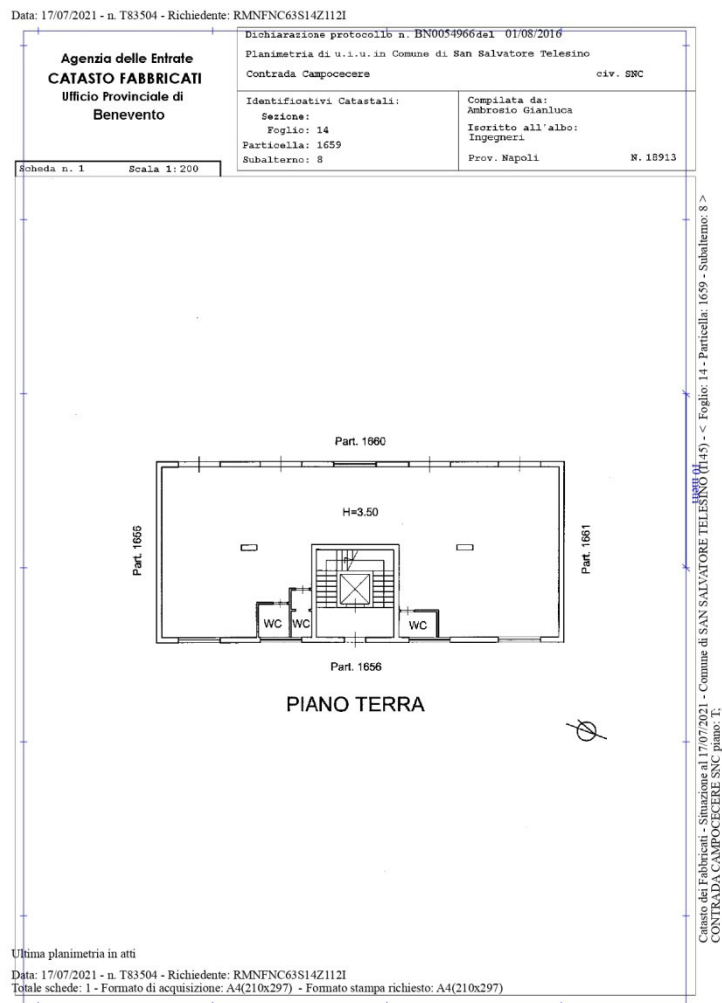 Data: 17/07/2021 - n. T83504 - Richiedente: RMNFNC63S14Z112I
Agenzia delle Entrate
CATASTO FABBRICATI
Ufficio Provinciale di
Benevento
Dichiarazione protocollo n. BN0054966del 01/08/2016
Planimetria di u.i.u. in Comune di San Salvatore Telesino
Contrada Campocecere civ. SNC
Identificativi Catastali:
Sezione:
Foglio: 14
Particella: 1659
Subalterno: 8
Compilata da:
Ambrosio Gianluca
Iscritto all'albo:
Ingegneri
Prov. Napoli N. 18913
Scheda n. 1 Scala 1:200
Part. 1660
H=3.50
Part. 1656
Part. 1661
WC
WC
WC
Part. 1656
PIANO TERRA
10 metri
Catasto dei Fabbricati - Situazione al 17/07/2021 - Comune di SAN SALVATORE TELESINO (I145) - < Foglio: 14 - Particella: 1659 - Subalterno: 8 >
CONTRADA CAMPOCECERE SNC piano: T;
Ultima planimetria in atti
Data: 17/07/2021 - n. T83504 - Richiedente: RMNFNC63S14Z112I
Totale schede: 1 - Formato di acquisizione: A4(210x297) - Formato stampa richiesto: A4(210x297)